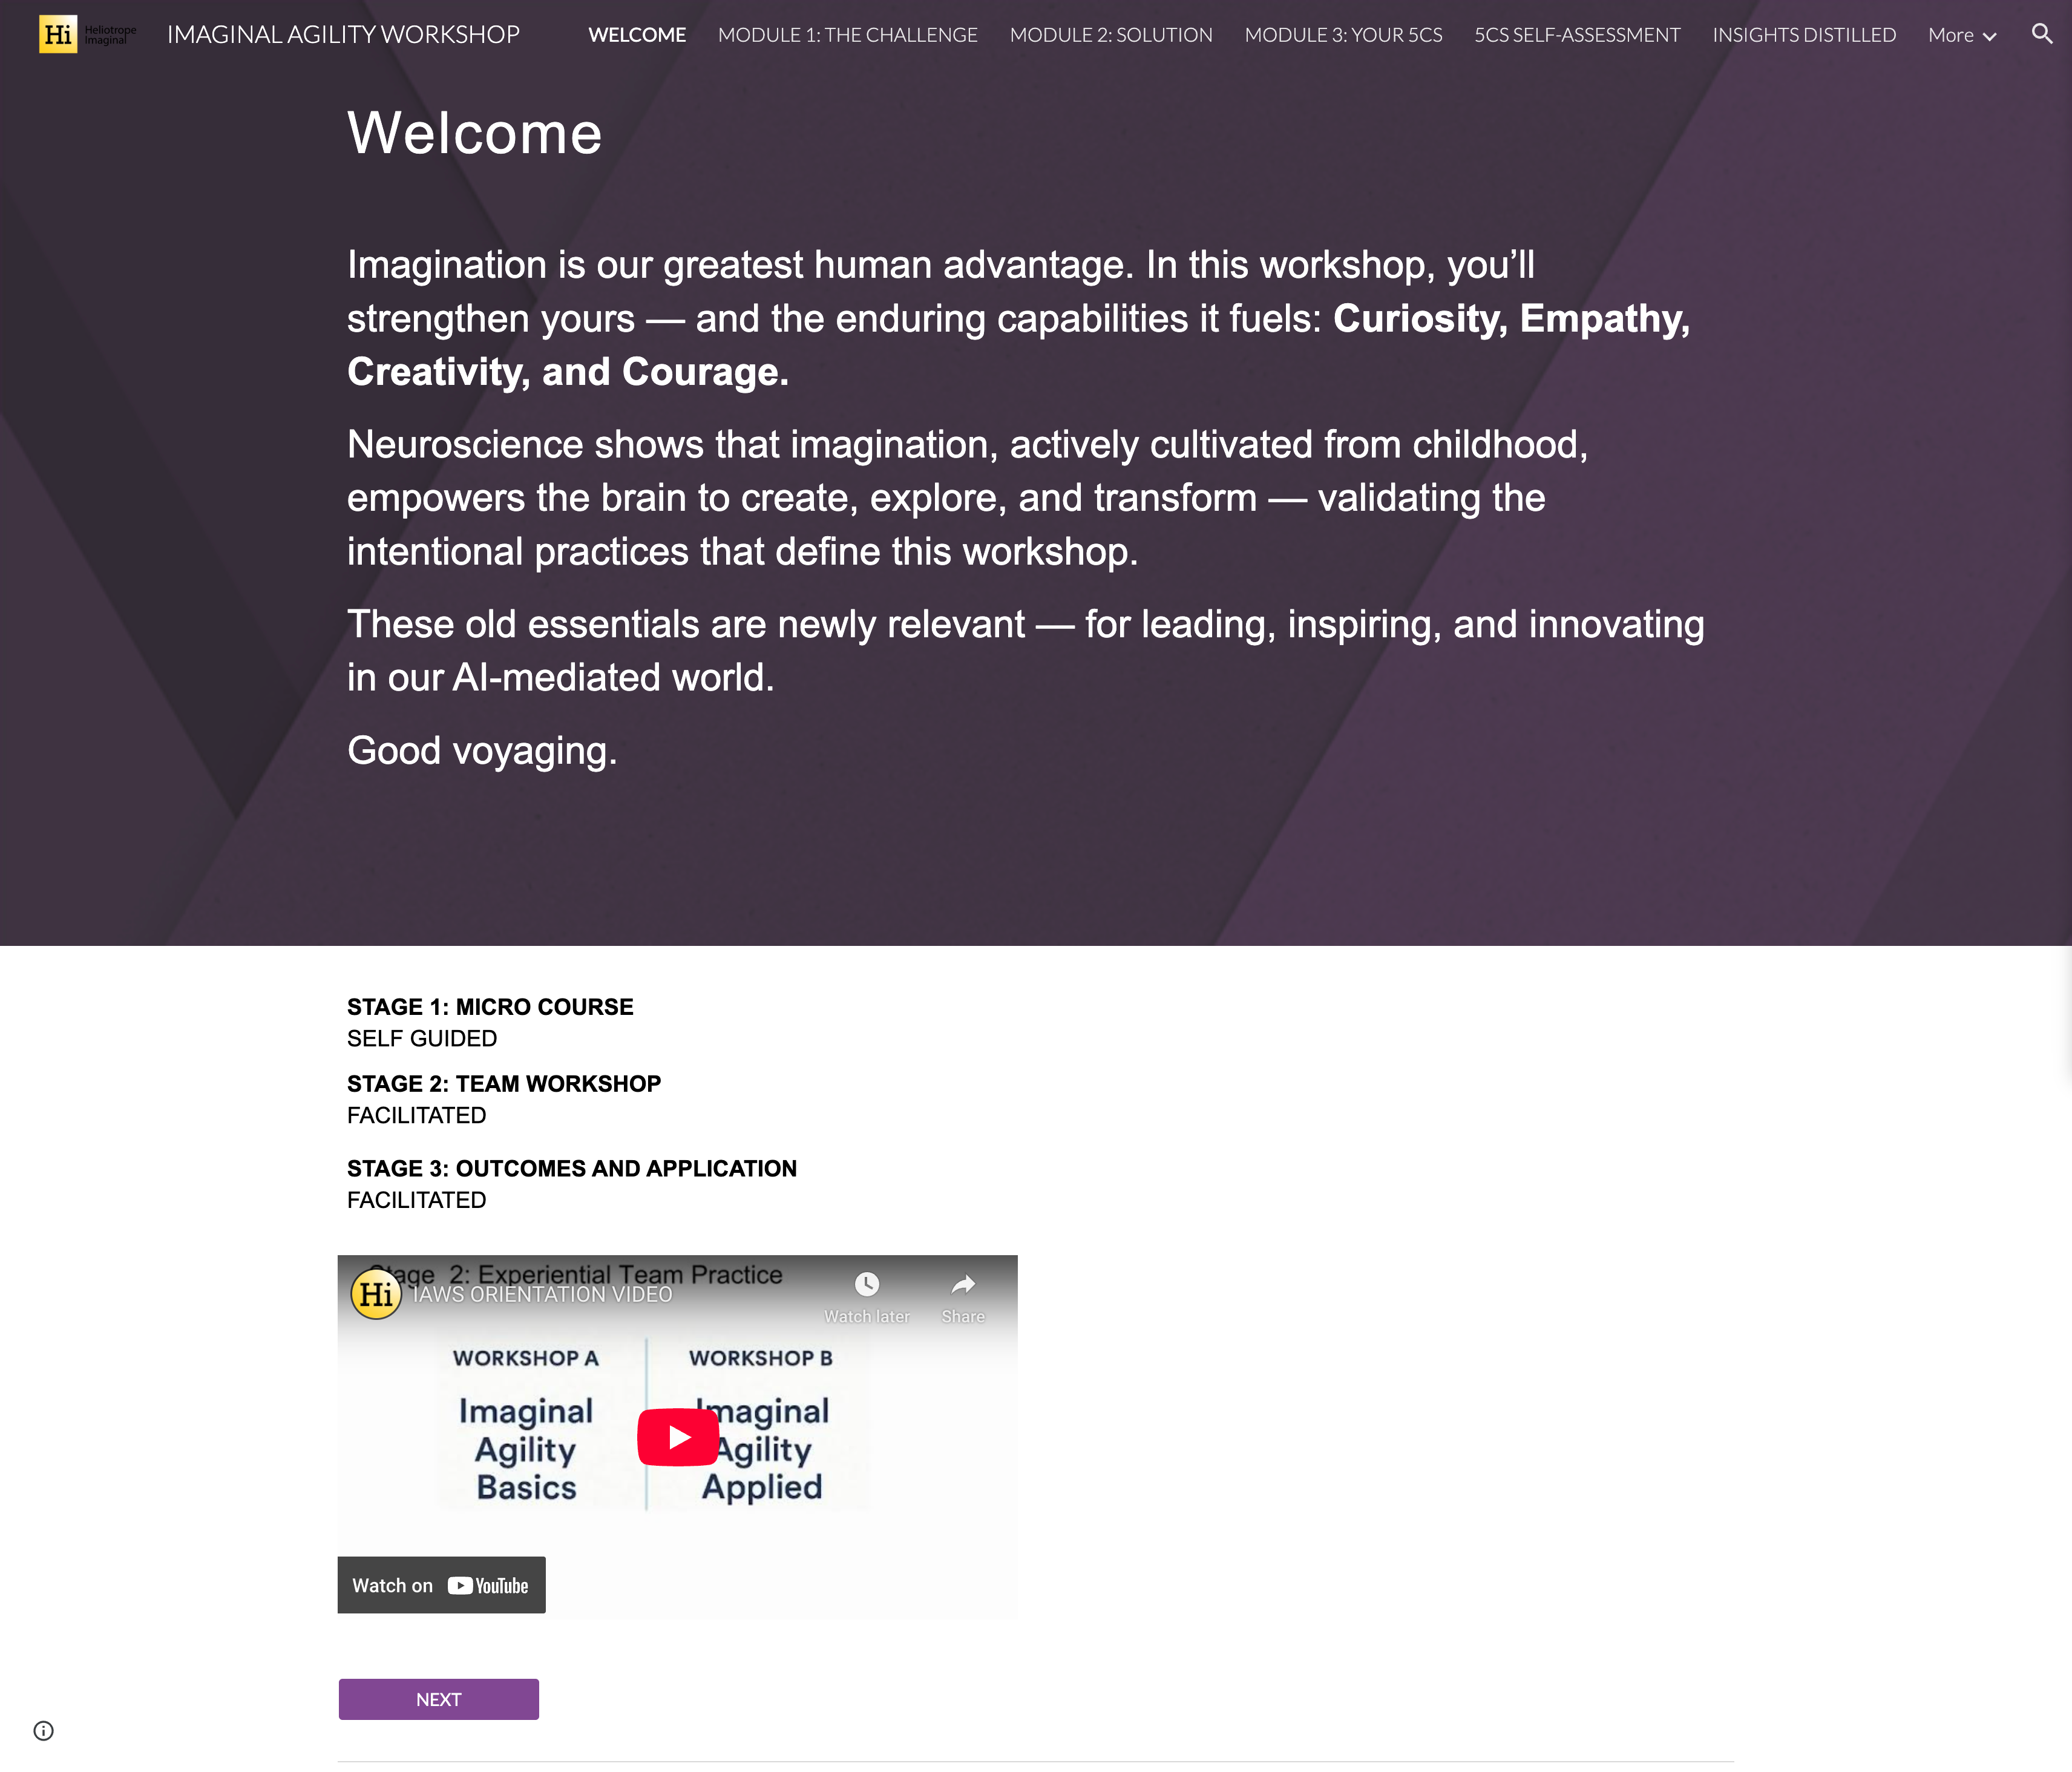 Hi Heliotrope Imaginal IMAGINAL AGILITY WORKSHOP WELCOME MODULE 1: THE CHALLENGE MODULE 2: SOLUTION MODULE 3: YOUR 5CS 5CS SELF-ASSESSMENT INSIGHTS DISTILLED More
Welcome
Imagination is our greatest human advantage. In this workshop, you’ll
strengthen yours — and the enduring capabilities it fuels: Curiosity, Empathy,
Creativity, and Courage.
Neuroscience shows that imagination, actively cultivated from childhood,
empowers the brain to create, explore, and transform — validating the
intentional practices that define this workshop.
These old essentials are newly relevant — for leading, inspiring, and innovating
in our AI-mediated world.
Good voyaging.
STAGE 1: MICRO COURSE
SELF GUIDED
STAGE 2: TEAM WORKSHOP
FACILITATED
STAGE 3: OUTCOMES AND APPLICATION
FACILITATED
Stage 2: Experiential Team Practice
Hi IAWS ORIENTATION VIDEO
Watch later Share
WORKSHOP A WORKSHOP B
Imaginal Imaginal
Agility Agility
Basics Applied
Watch on YouTube
NEXT